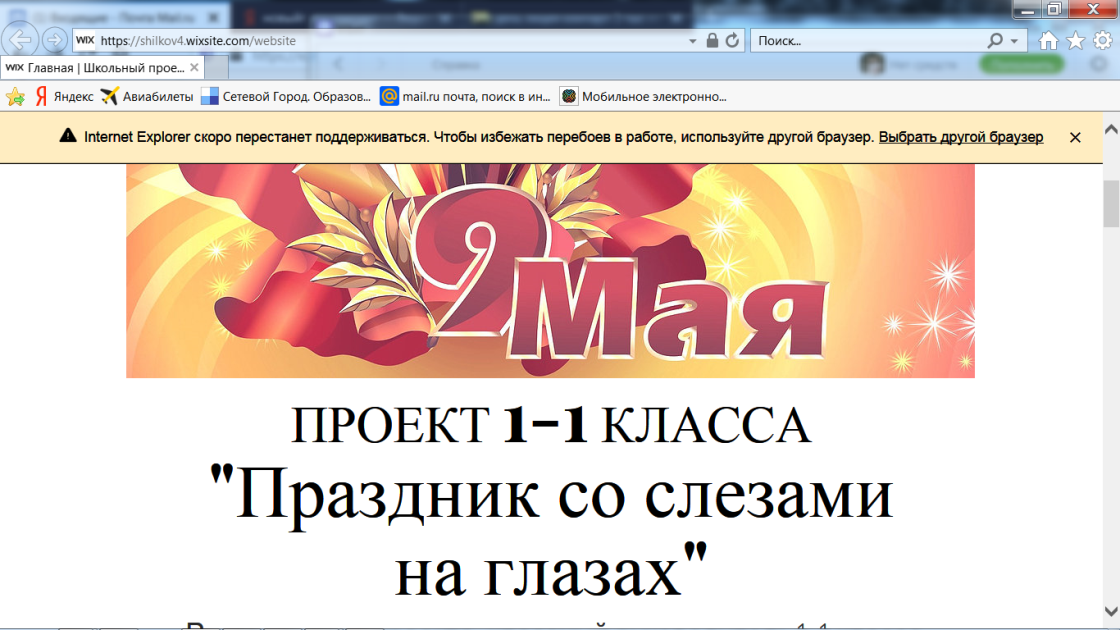 WIX https://shilkov4.wixsite.com/website
Поиск...
WIX Главная | Школьный прое...
Яндекс Авиабилеты Сетевой Город. Образов... mail.ru почта, поиск в ин... Мобильное электронно...
Internet Explorer скоро перестанет поддерживаться. Чтобы избежать перебоев в работе, используйте другой браузер. Выбрать другой браузер
9 Мая
ПРОЕКТ 1-1 КЛАССА
"Праздник со слезами
на глазах"